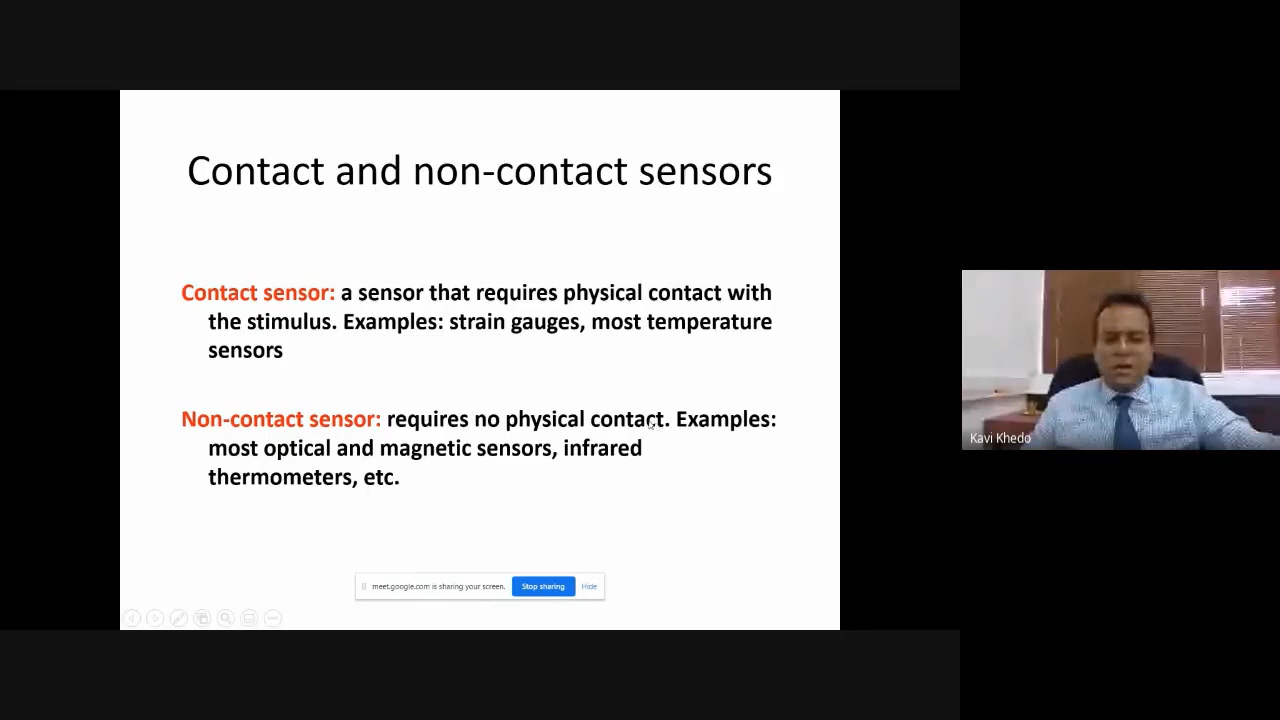 Contact and non-contact sensors
Contact sensor: a sensor that requires physical contact with
the stimulus. Examples: strain gauges, most temperature
sensors
Non-contact sensor: requires no physical contact. Examples:
most optical and magnetic sensors, infrared
thermometers, etc.
meet.google.com is sharing your screen. Stop sharing Hide
Kavi Khedo